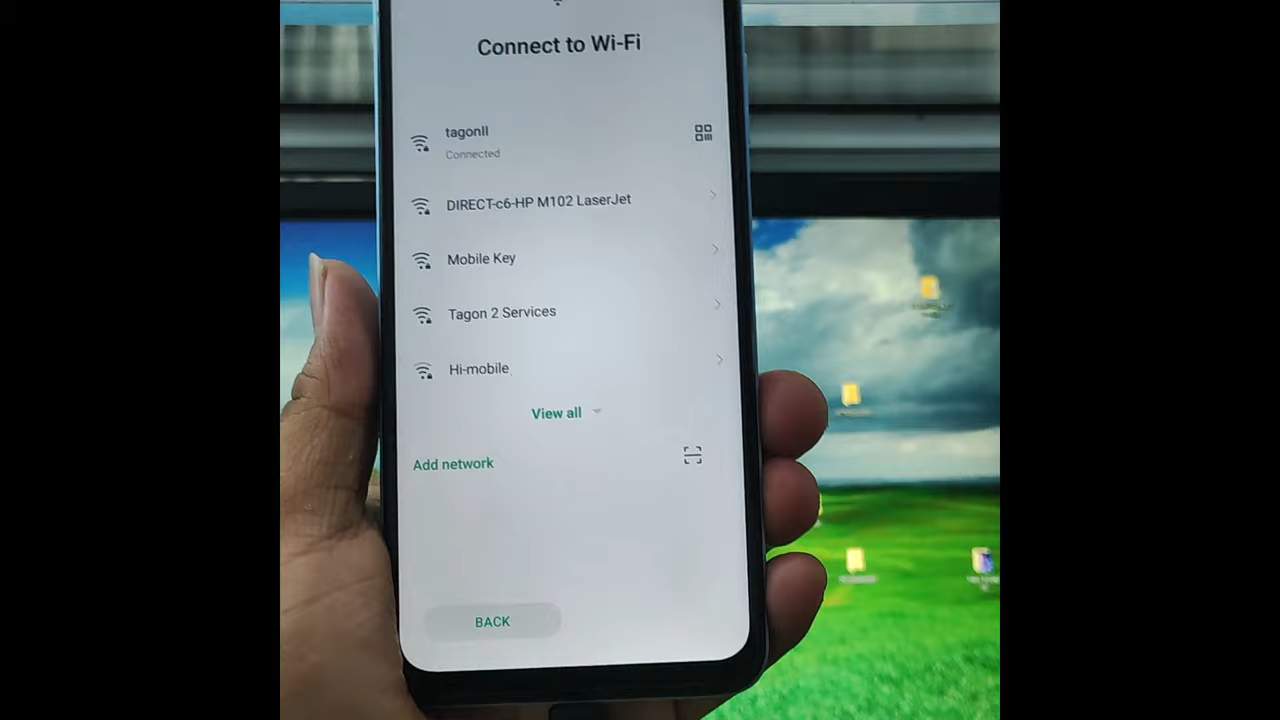 Connect to Wi-Fi
tagonll
Connected
DIRECT-c6-HP M102 LaserJet
Mobile Key
Tagon 2 Services
Hi-mobile
View all
Add network
BACK